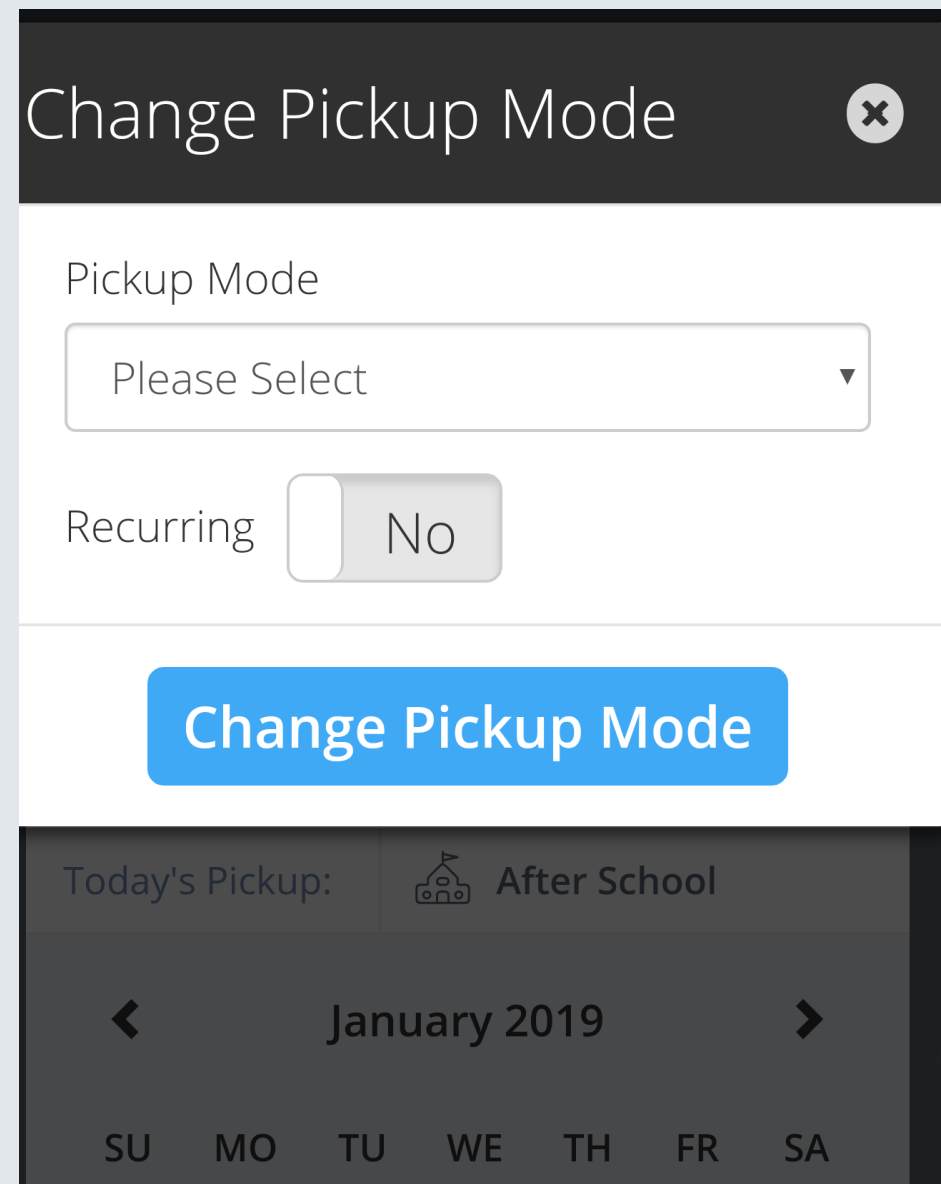 Change Pickup Mode
Pickup Mode
Please Select
Recurring No
Change Pickup Mode
Today's Pickup: After School
January 2019
SU MO TU WE TH FR SA